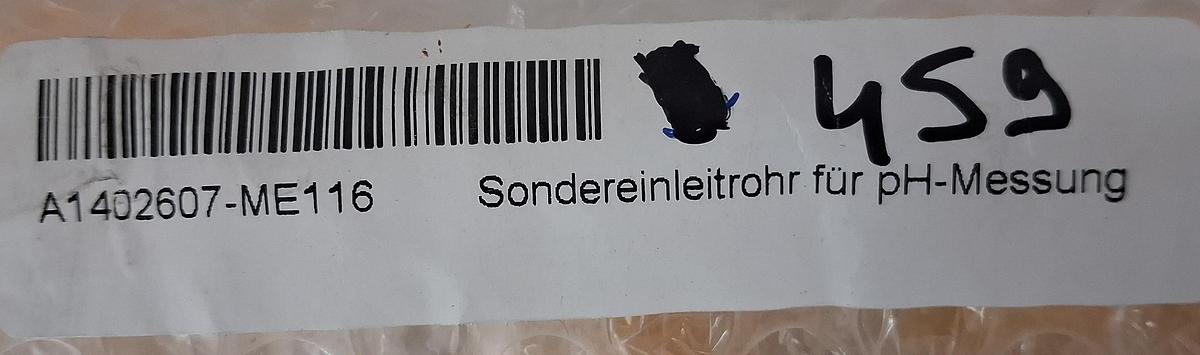 459
A1402607-ME116 Sondereinleitrohr für pH-Messung